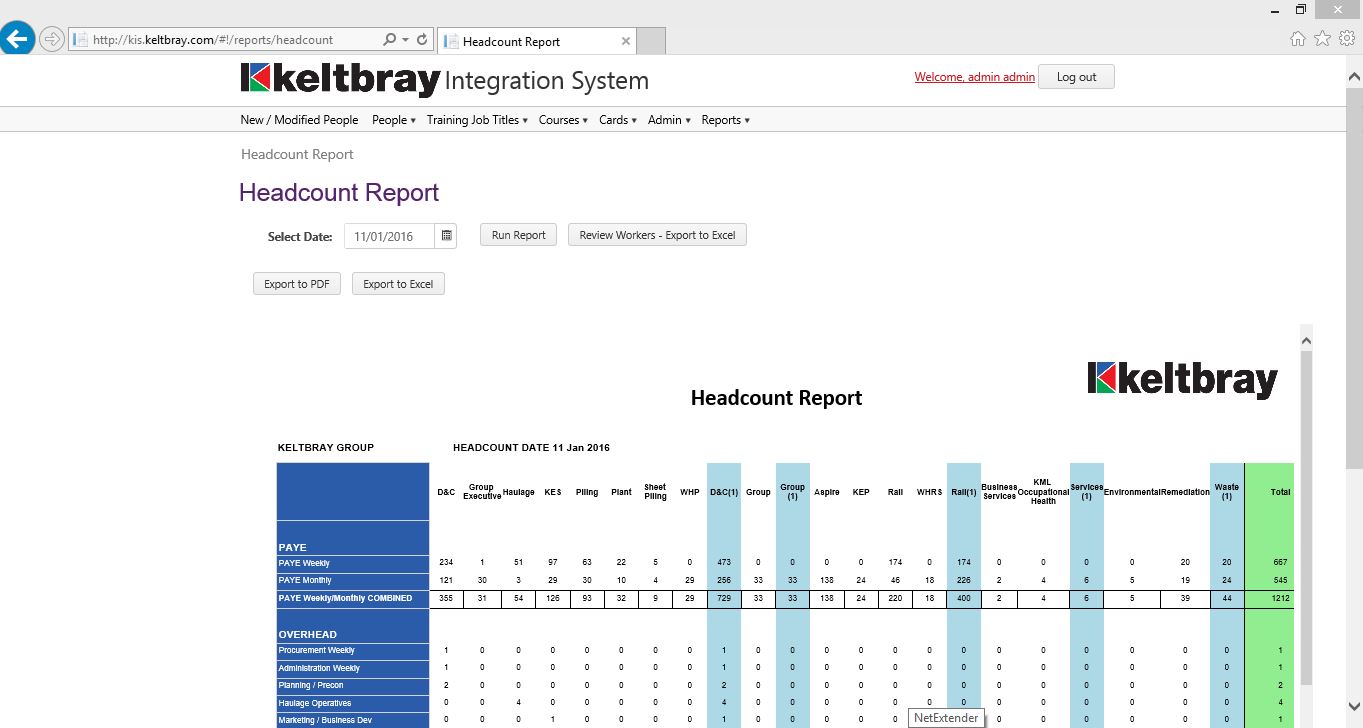 http://kis.keltbray.com/#!/reports/headcount
Headcount Report
keltbray Integration System
Welcome, admin admin
Log out
New / Modified People People Training Job Titles Courses Cards Admin Reports
Headcount Report
Headcount Report
Select Date: 11/01/2016 Run Report Review Workers - Export to Excel
Export to PDF Export to Excel
keltbray
Headcount Report
KELTBRAY GROUP HEADCOUNT DATE 11 Jan 2016
D&C Group Executive Haulage KES Piling Plant Sheet Piling WHP D&C(1) Group Group (1) Aspire KEP Rail WHRS Rail(1) Business Services KML Occupational Health Services (1) Environmental Remediation Waste (1) Total
PAYE
PAYE Weekly 234 1 51 97 63 22 5 0 473 0 0 0 0 174 0 174 0 0 0 0 20 20 667
PAYE Monthly 121 30 3 29 30 10 4 29 256 33 33 138 24 46 18 226 2 4 6 5 19 24 545
PAYE Weekly/Monthly COMBINED 355 31 54 126 93 32 9 29 729 33 33 138 24 220 18 400 2 4 6 5 39 44 1212
OVERHEAD
Procurement Weekly 1 0 0 0 0 0 0 0 1 0 0 0 0 0 0 0 0 0 0 0 0 0 1
Administration Weekly 1 0 0 0 0 0 0 0 1 0 0 0 0 0 0 0 0 0 0 0 0 0 1
Planning / Precon 2 0 0 0 0 0 0 0 2 0 0 0 0 0 0 0 0 0 0 0 0 0 2
Haulage Operatives 0 0 4 0 0 0 0 0 4 0 0 0 0 0 0 0 0 0 0 0 0 0 4
Marketing / Business Dev 0 0 0 1 0 0 0 0 1 0 0 0 0 0 0 0 0 0 0 0 0 1
NetExtender